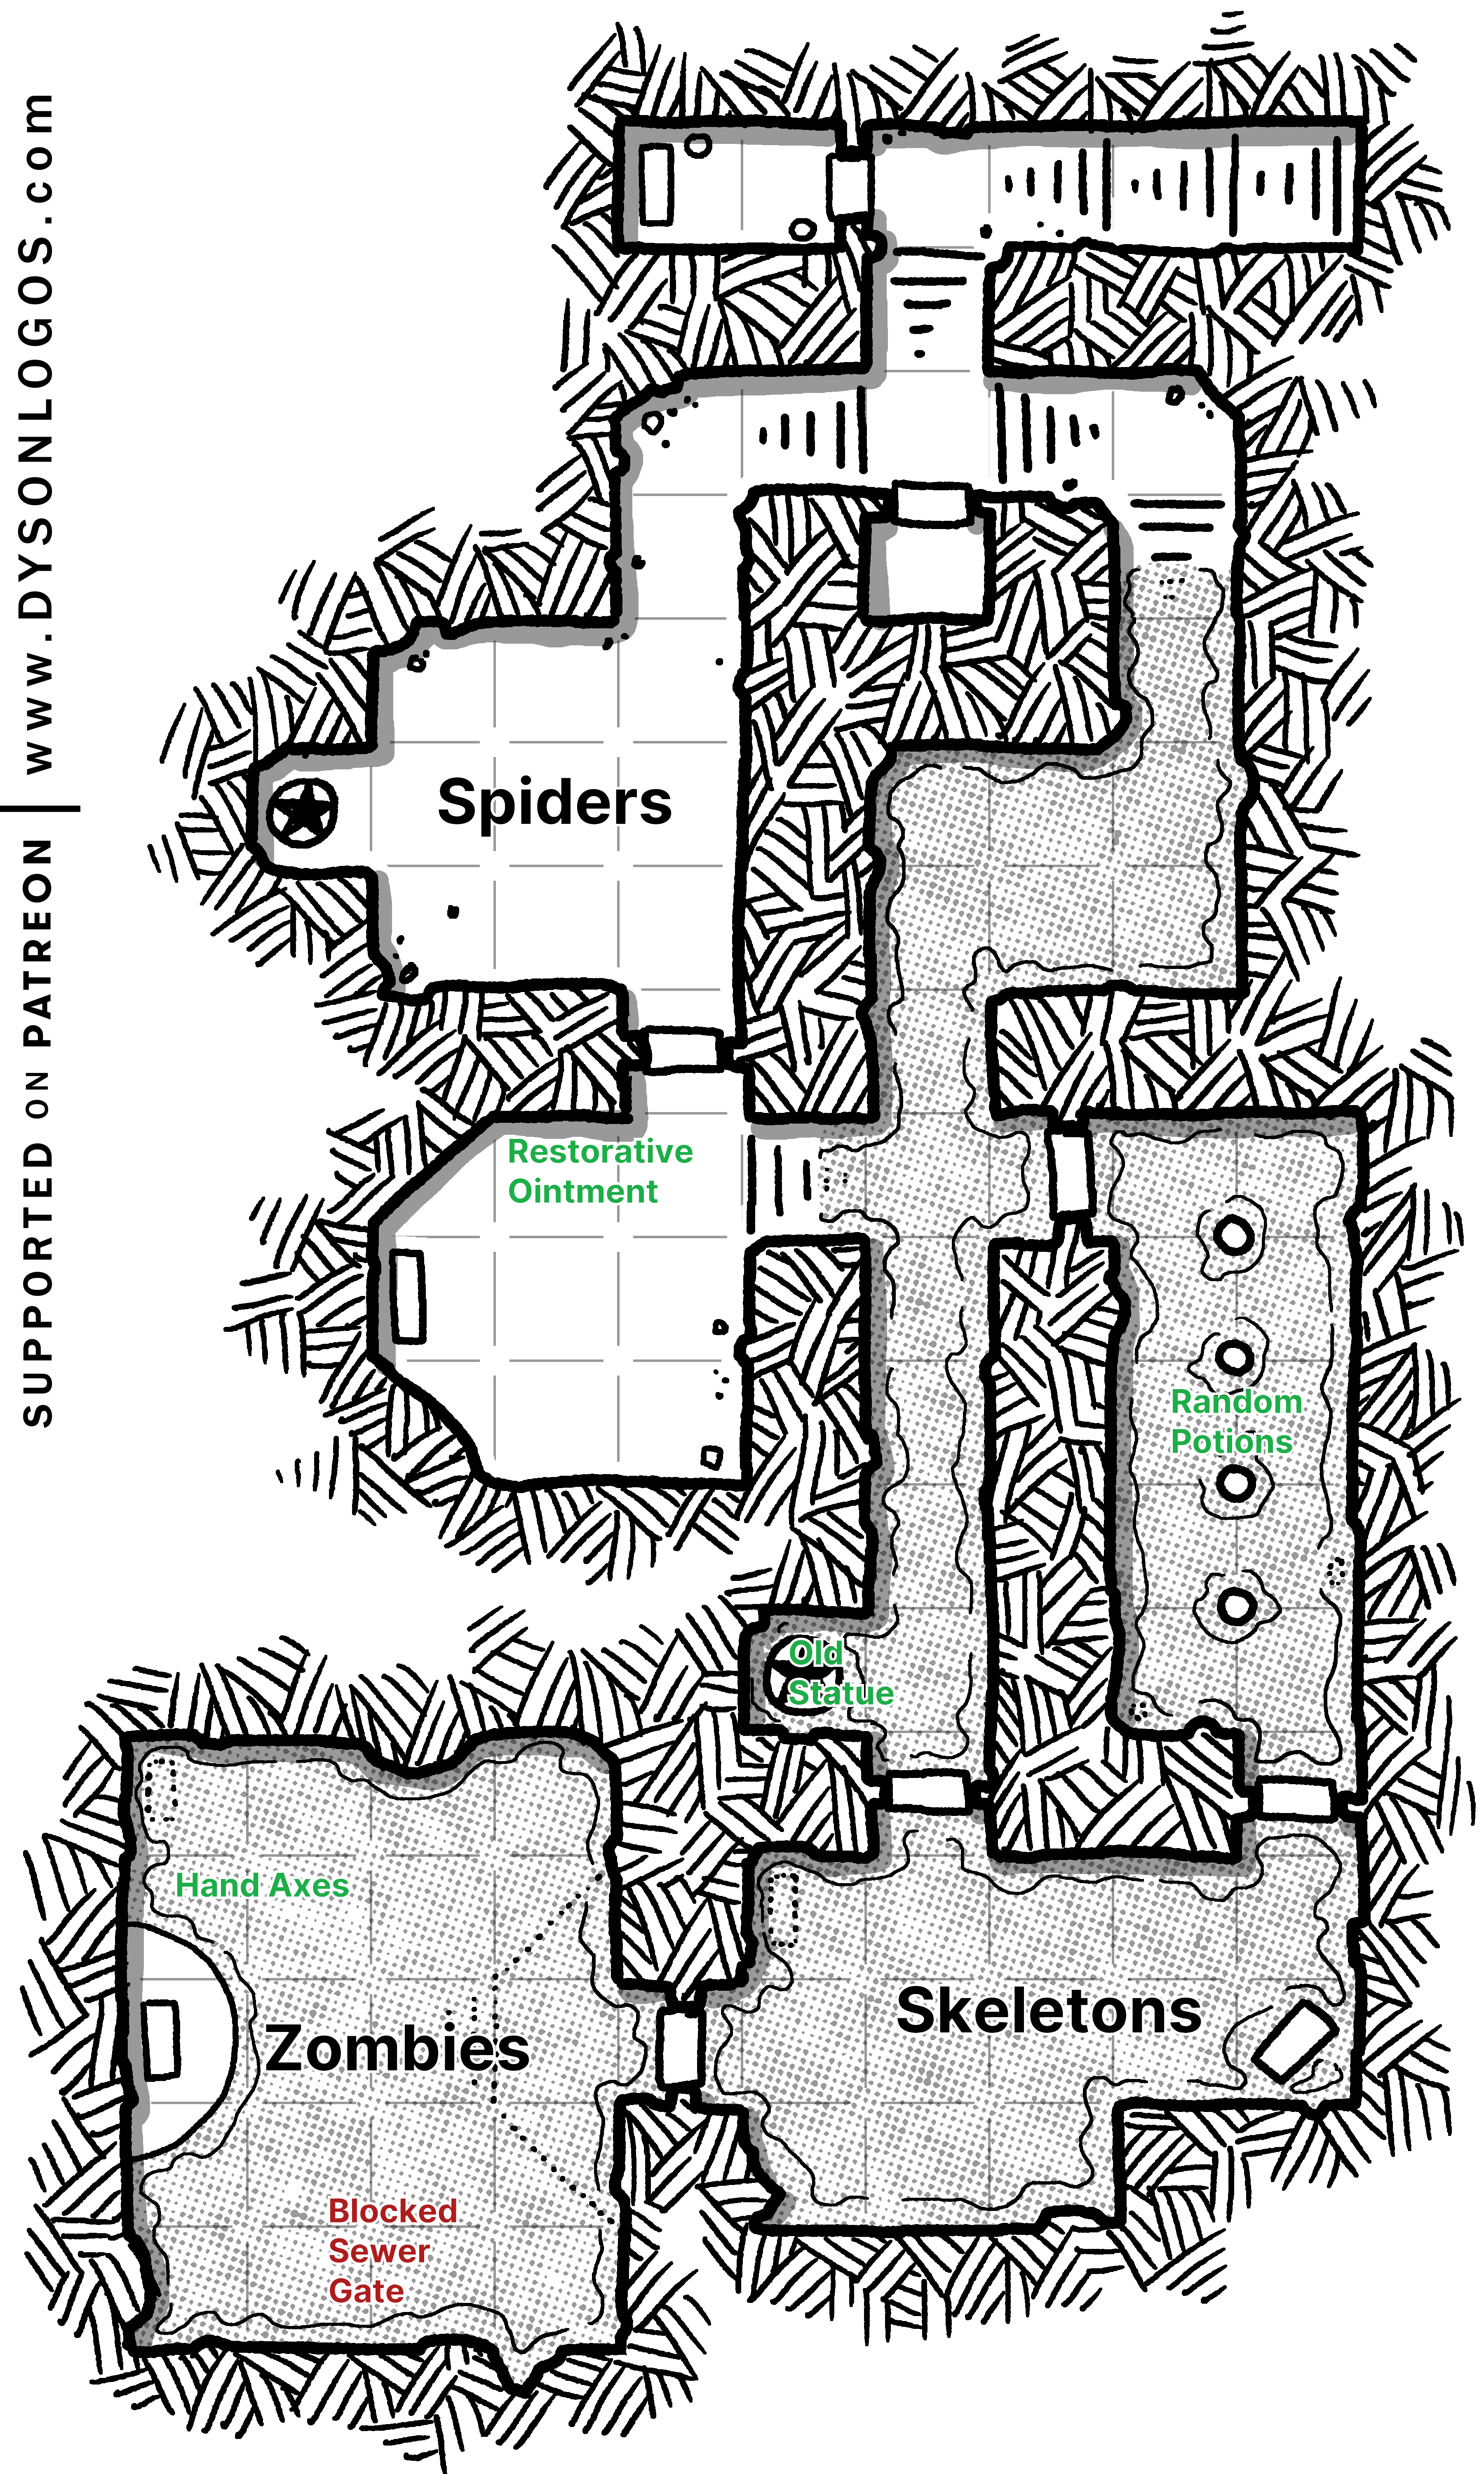 www.DYSONLOGOS.com
SUPPORTED ON PATREON
Spiders
Restorative
Ointment
Random
Potions
Old
Statue
Hand Axes
Skeletons
Zombies
Blocked
Sewer
Gate